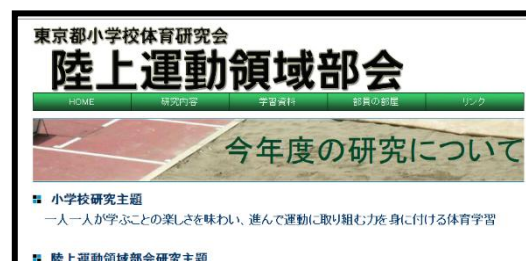 東京都小学校体育研究会
陸上運動領域部会
HOME 研究内容 学習資料 部員の部屋 リンク
今年度の研究について
小学校研究主題
一人一人が学ぶことの楽しさを味わい、進んで運動に取り組む力を身に付ける体育学習
陸上運動領域部会研究主題